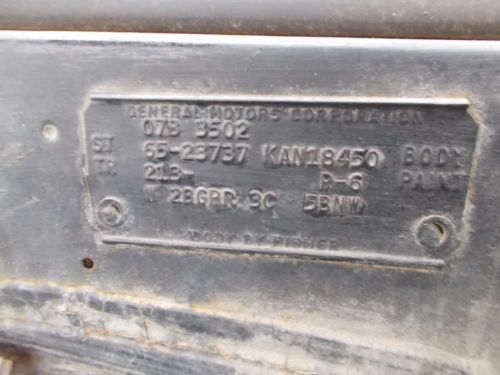 GENERAL MOTORS CORPORATION
07B 3502
ST 65-23737 KAN18450 BODY
TR 213- R-6 PAINT
W 2BGPR 3C 5BNW
BODY BY FISHER